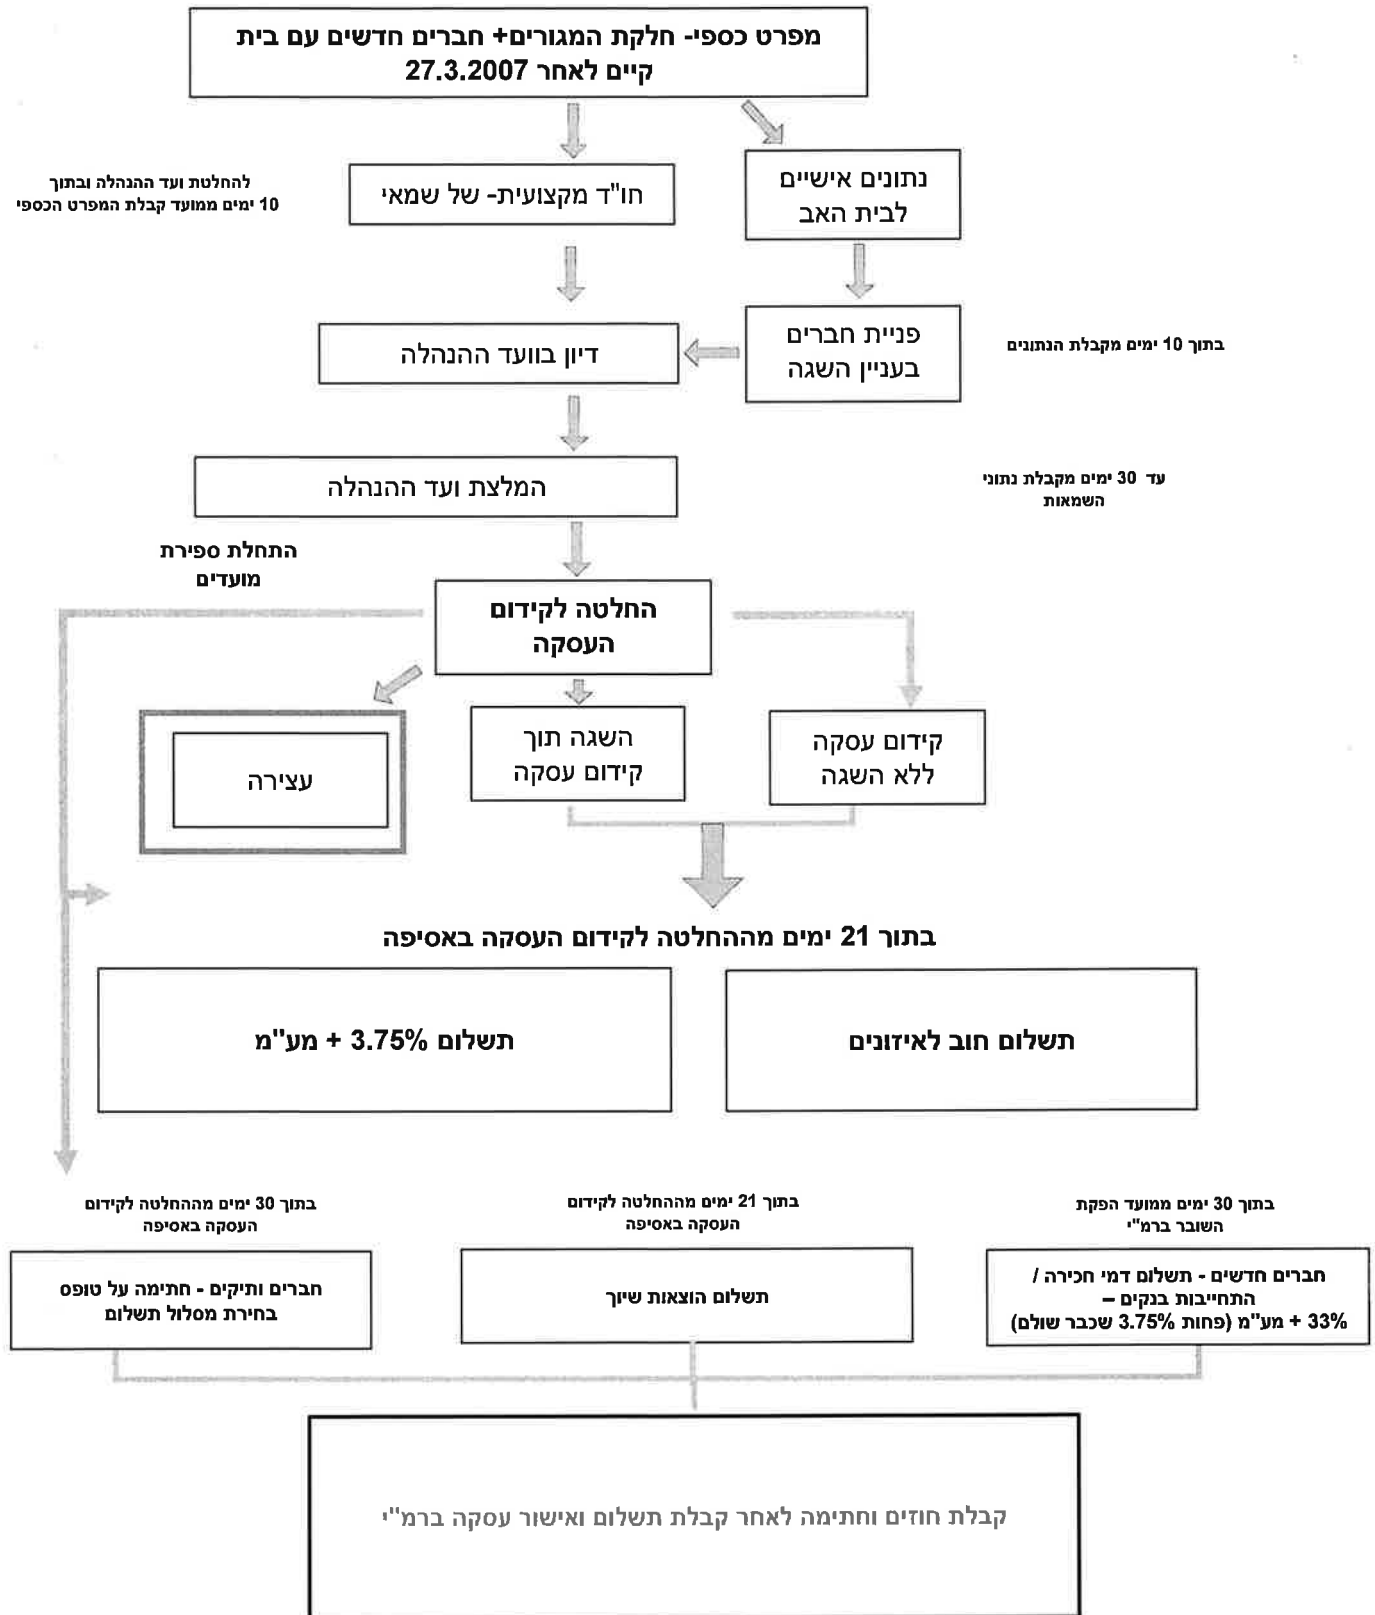 מפרט כספי- חלקת המגורים+ חברים חדשים עם בית
קיים לאחר 27.3.2007
נתונים אישיים
לבית האב
חו"ד מקצועית- של שמאי
להחלטת ועד ההנהלה ובתוך
10 ימים ממועד קבלת המפרט הכספי
בתוך 10 ימים מקבלת הנתונים
פניית חברים
בעניין השגה
דיון בוועד ההנהלה
עד 30 ימים מקבלת נתוני
השמאות
המלצת ועד ההנהלה
התחלת ספירת
מועדים
החלטה לקידום
העסקה
קידום עסקה
ללא השגה
השגה תוך
קידום עסקה
עצירה
בתוך 21 ימים מההחלטה לקידום העסקה באסיפה
תשלום חוב לאיזונים
תשלום 3.75% + מע"מ
בתוך 30 ימים ממועד הפקת
השובר ברמ"י
חברים חדשים - תשלום דמי חכירה /
התחייבות בנקים –
33% + מע"מ (פחות 3.75% שכבר שולם)
בתוך 21 ימים מההחלטה לקידום
העסקה באסיפה
תשלום הוצאות שיוך
בתוך 30 ימים מההחלטה לקידום
העסקה באסיפה
חברים ותיקים - חתימה על טופס
בחירת מסלול תשלום
קבלת חוזים וחתימה לאחר קבלת תשלום ואישור עסקה ברמ"י